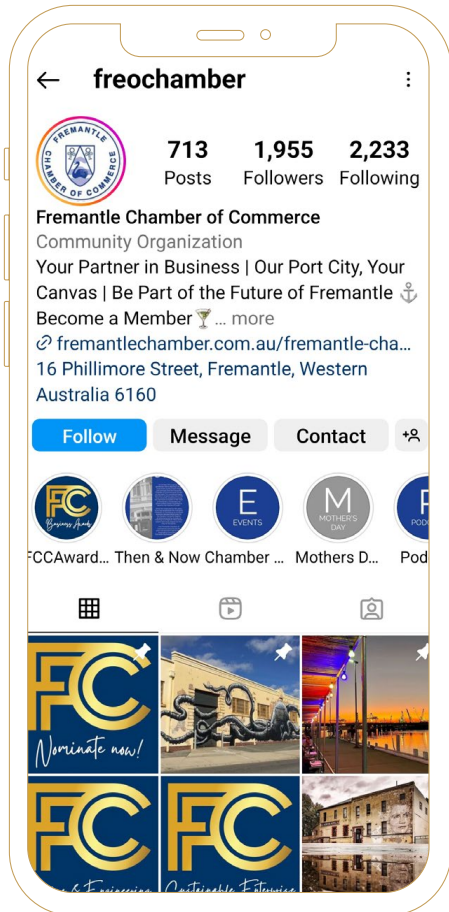 freochamber
FREMANTLE
CHAMBER OF COMMERCE
713 1,955 2,233
Posts Followers Following
Fremantle Chamber of Commerce
Community Organization
Your Partner in Business | Our Port City, Your
Canvas | Be Part of the Future of Fremantle ⚓
Become a Member🍸... more
fremantlechamber.com.au/fremantle-cha...
16 Phillimore Street, Fremantle, Western
Australia 6160
Follow Message Contact
FC
Business Awards
E
EVENTS
M
MOTHER'S
DAY
FCCAward... Then & Now Chamber ... Mothers D... Pod
FC
Nominate now!
FC
& Engineering
FC
Sustainable Enterprise